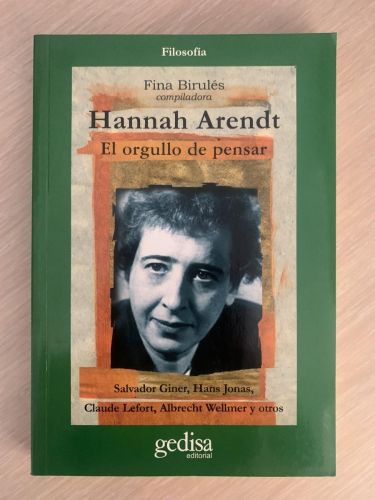 Filosofía
Fina Birulés
compiladora
Hannah Arendt
El orgullo de pensar
Salvador Giner, Hans Jonas,
Claude Lefort, Albrecht Wellmer y otros
gedisa
editorial